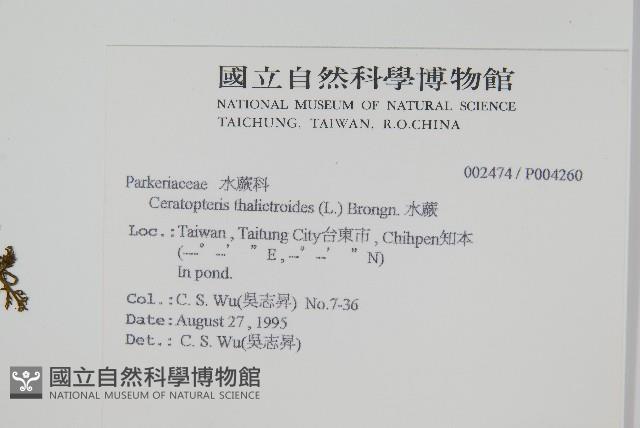 國立自然科學博物館
NATIONAL MUSEUM OF NATURAL SCIENCE
TAICHUNG, TAIWAN, R.O.CHINA
002474 / P004260
Parkeriaceae 水蕨科
Ceratopteris thalictroides (L.) Brongn. 水蕨
Loc.: Taiwan , Taitung City台東市 , Chihpen知本
(---° --' " E , --° --' " N)
In pond.
Col.: C. S. Wu(吳志昇) No.7-36
Date: August 27 , 1995
Det.: C. S. Wu(吳志昇)
國立自然科學博物館
NATIONAL MUSEUM OF NATURAL SCIENCE